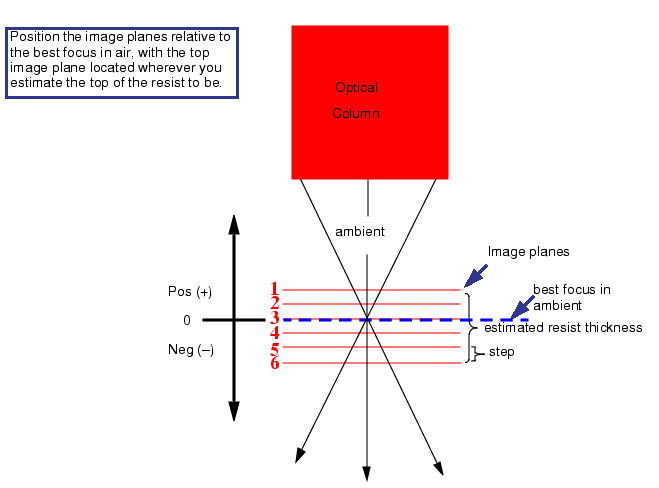 Position the image planes relative to
the best focus in air, with the top
image plane located wherever you
estimate the top of the resist to be.
Optical
Column
ambient
Image planes
Pos (+)
0
Neg (–)
1
2
3
4
5
6
best focus in
ambient
estimated resist thickness
step